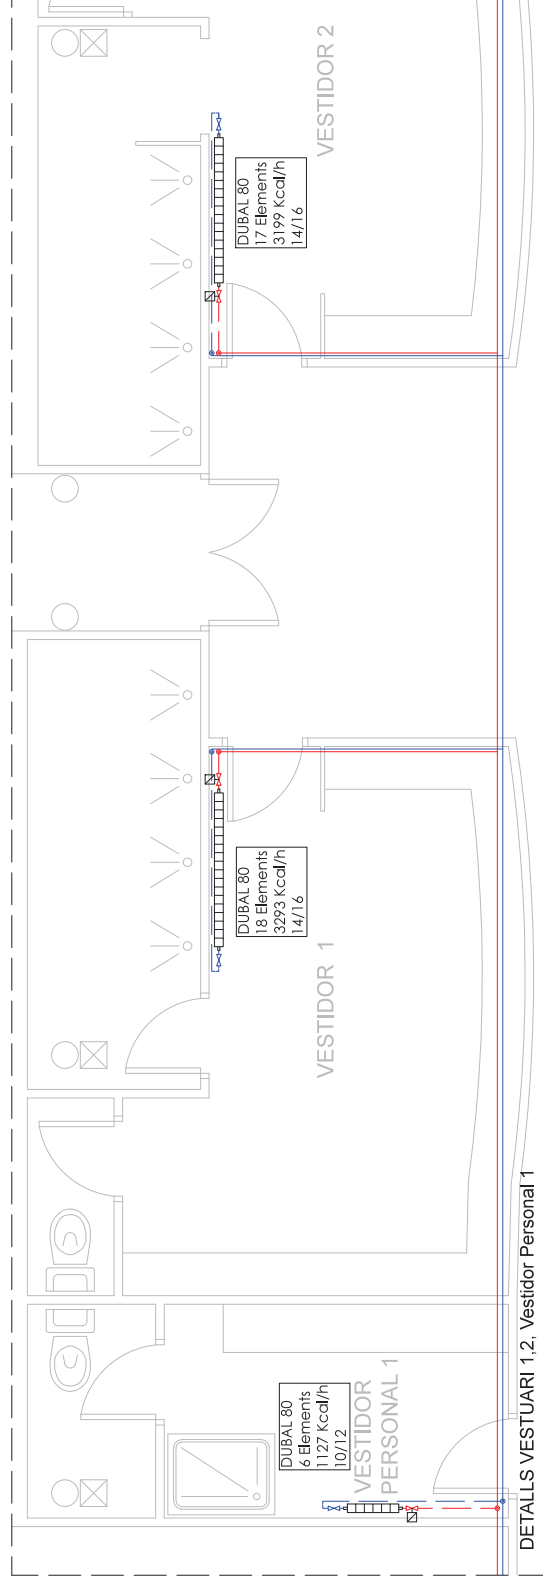 VESTIDOR 2
DUBAL 80
17 Elements
3199 Kcal/h
14/16
DUBAL 80
18 Elements
3293 Kcal/h
14/16
VESTIDOR 1
DUBAL 80
6 Elements
1127 Kcal/h
10/12
VESTIDOR
PERSONAL 1
DETALLS VESTUARI 1,2, Vestidor Personal 1